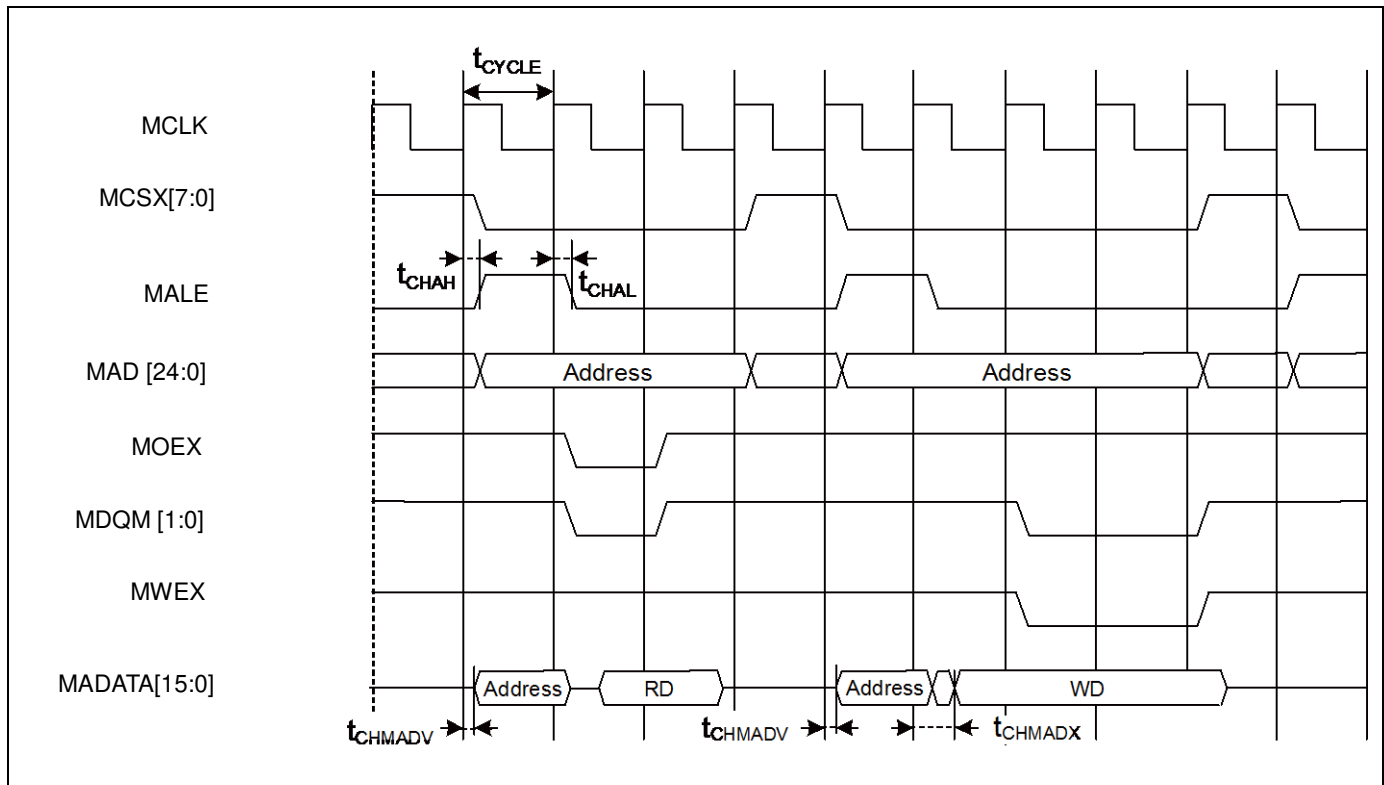 tCYCLE
MCLK
MCSX[7:0]
tCHAH
tCHAL
MALE
MAD [24:0]
Address
Address
MOEX
MDQM [1:0]
MWEX
MADATA[15:0]
Address
RD
Address
WD
tCHMADV
tCHMADV
tCHMADX